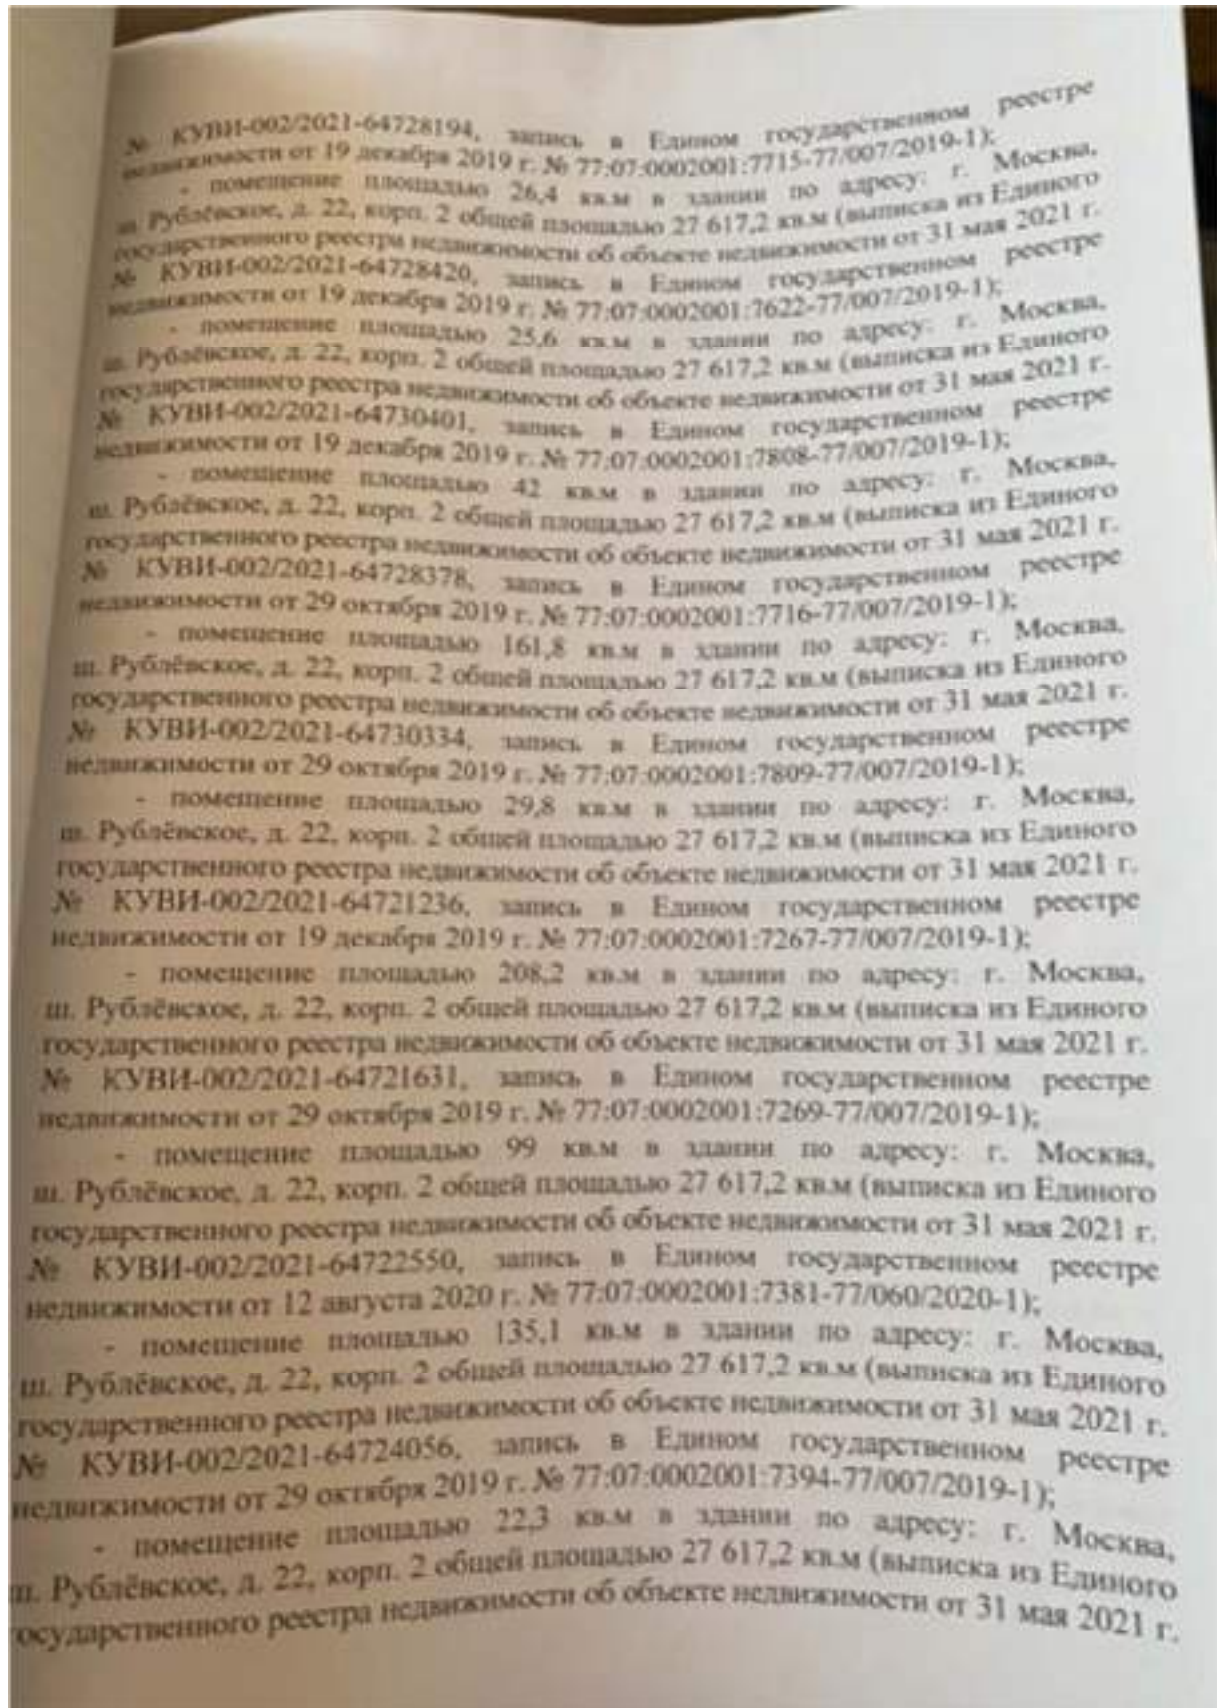 № КУВИ-002/2021-64728194, запись в Едином государственном реестре
недвижимости от 19 декабря 2019 г. № 77:07:0002001:7715-77/007/2019-1);
- помещение площадью 26,4 кв.м в здании по адресу: г. Москва,
ш. Рублёвское, д. 22, корп. 2 общей площадью 27 617,2 кв.м (выписка из Единого
государственного реестра недвижимости об объекте недвижимости от 31 мая 2021 г.
№ КУВИ-002/2021-64728420, запись в Едином государственном реестре
недвижимости от 19 декабря 2019 г. № 77:07:0002001:7622-77/007/2019-1);
- помещение площадью 25,6 кв.м в здании по адресу: г. Москва,
ш. Рублёвское, д. 22, корп. 2 общей площадью 27 617,2 кв.м (выписка из Единого
государственного реестра недвижимости об объекте недвижимости от 31 мая 2021 г.
№ КУВИ-002/2021-64730401, запись в Едином государственном реестре
недвижимости от 19 декабря 2019 г. № 77:07:0002001:7808-77/007/2019-1);
- помещение площадью 42 кв.м в здании по адресу: г. Москва,
ш. Рублёвское, д. 22, корп. 2 общей площадью 27 617,2 кв.м (выписка из Единого
государственного реестра недвижимости об объекте недвижимости от 31 мая 2021 г.
№ КУВИ-002/2021-64728378, запись в Едином государственном реестре
недвижимости от 29 октября 2019 г. № 77:07:0002001:7716-77/007/2019-1);
- помещение площадью 161,8 кв.м в здании по адресу: г. Москва,
ш. Рублёвское, д. 22, корп. 2 общей площадью 27 617,2 кв.м (выписка из Единого
государственного реестра недвижимости об объекте недвижимости от 31 мая 2021 г.
№ КУВИ-002/2021-64730334, запись в Едином государственном реестре
недвижимости от 29 октября 2019 г. № 77:07:0002001:7809-77/007/2019-1);
- помещение площадью 29,8 кв.м в здании по адресу: г. Москва,
ш. Рублёвское, д. 22, корп. 2 общей площадью 27 617,2 кв.м (выписка из Единого
государственного реестра недвижимости об объекте недвижимости от 31 мая 2021 г.
№ КУВИ-002/2021-64721236, запись в Едином государственном реестре
недвижимости от 19 декабря 2019 г. № 77:07:0002001:7267-77/007/2019-1);
- помещение площадью 208,2 кв.м в здании по адресу: г. Москва,
ш. Рублёвское, д. 22, корп. 2 общей площадью 27 617,2 кв.м (выписка из Единого
государственного реестра недвижимости об объекте недвижимости от 31 мая 2021 г.
№ КУВИ-002/2021-64721631, запись в Едином государственном реестре
недвижимости от 29 октября 2019 г. № 77:07:0002001:7269-77/007/2019-1);
- помещение площадью 99 кв.м в здании по адресу: г. Москва,
ш. Рублёвское, д. 22, корп. 2 общей площадью 27 617,2 кв.м (выписка из Единого
государственного реестра недвижимости об объекте недвижимости от 31 мая 2021 г.
№ КУВИ-002/2021-64722550, запись в Едином государственном реестре
недвижимости от 12 августа 2020 г. № 77:07:0002001:7381-77/060/2020-1);
- помещение площадью 135,1 кв.м в здании по адресу: г. Москва,
ш. Рублёвское, д. 22, корп. 2 общей площадью 27 617,2 кв.м (выписка из Единого
государственного реестра недвижимости об объекте недвижимости от 31 мая 2021 г.
№ КУВИ-002/2021-64724056, запись в Едином государственном реестре
недвижимости от 29 октября 2019 г. № 77:07:0002001:7394-77/007/2019-1);
- помещение площадью 22,3 кв.м в здании по адресу: г. Москва,
ш. Рублёвское, д. 22, корп. 2 общей площадью 27 617,2 кв.м (выписка из Единого
государственного реестра недвижимости об объекте недвижимости от 31 мая 2021 г.